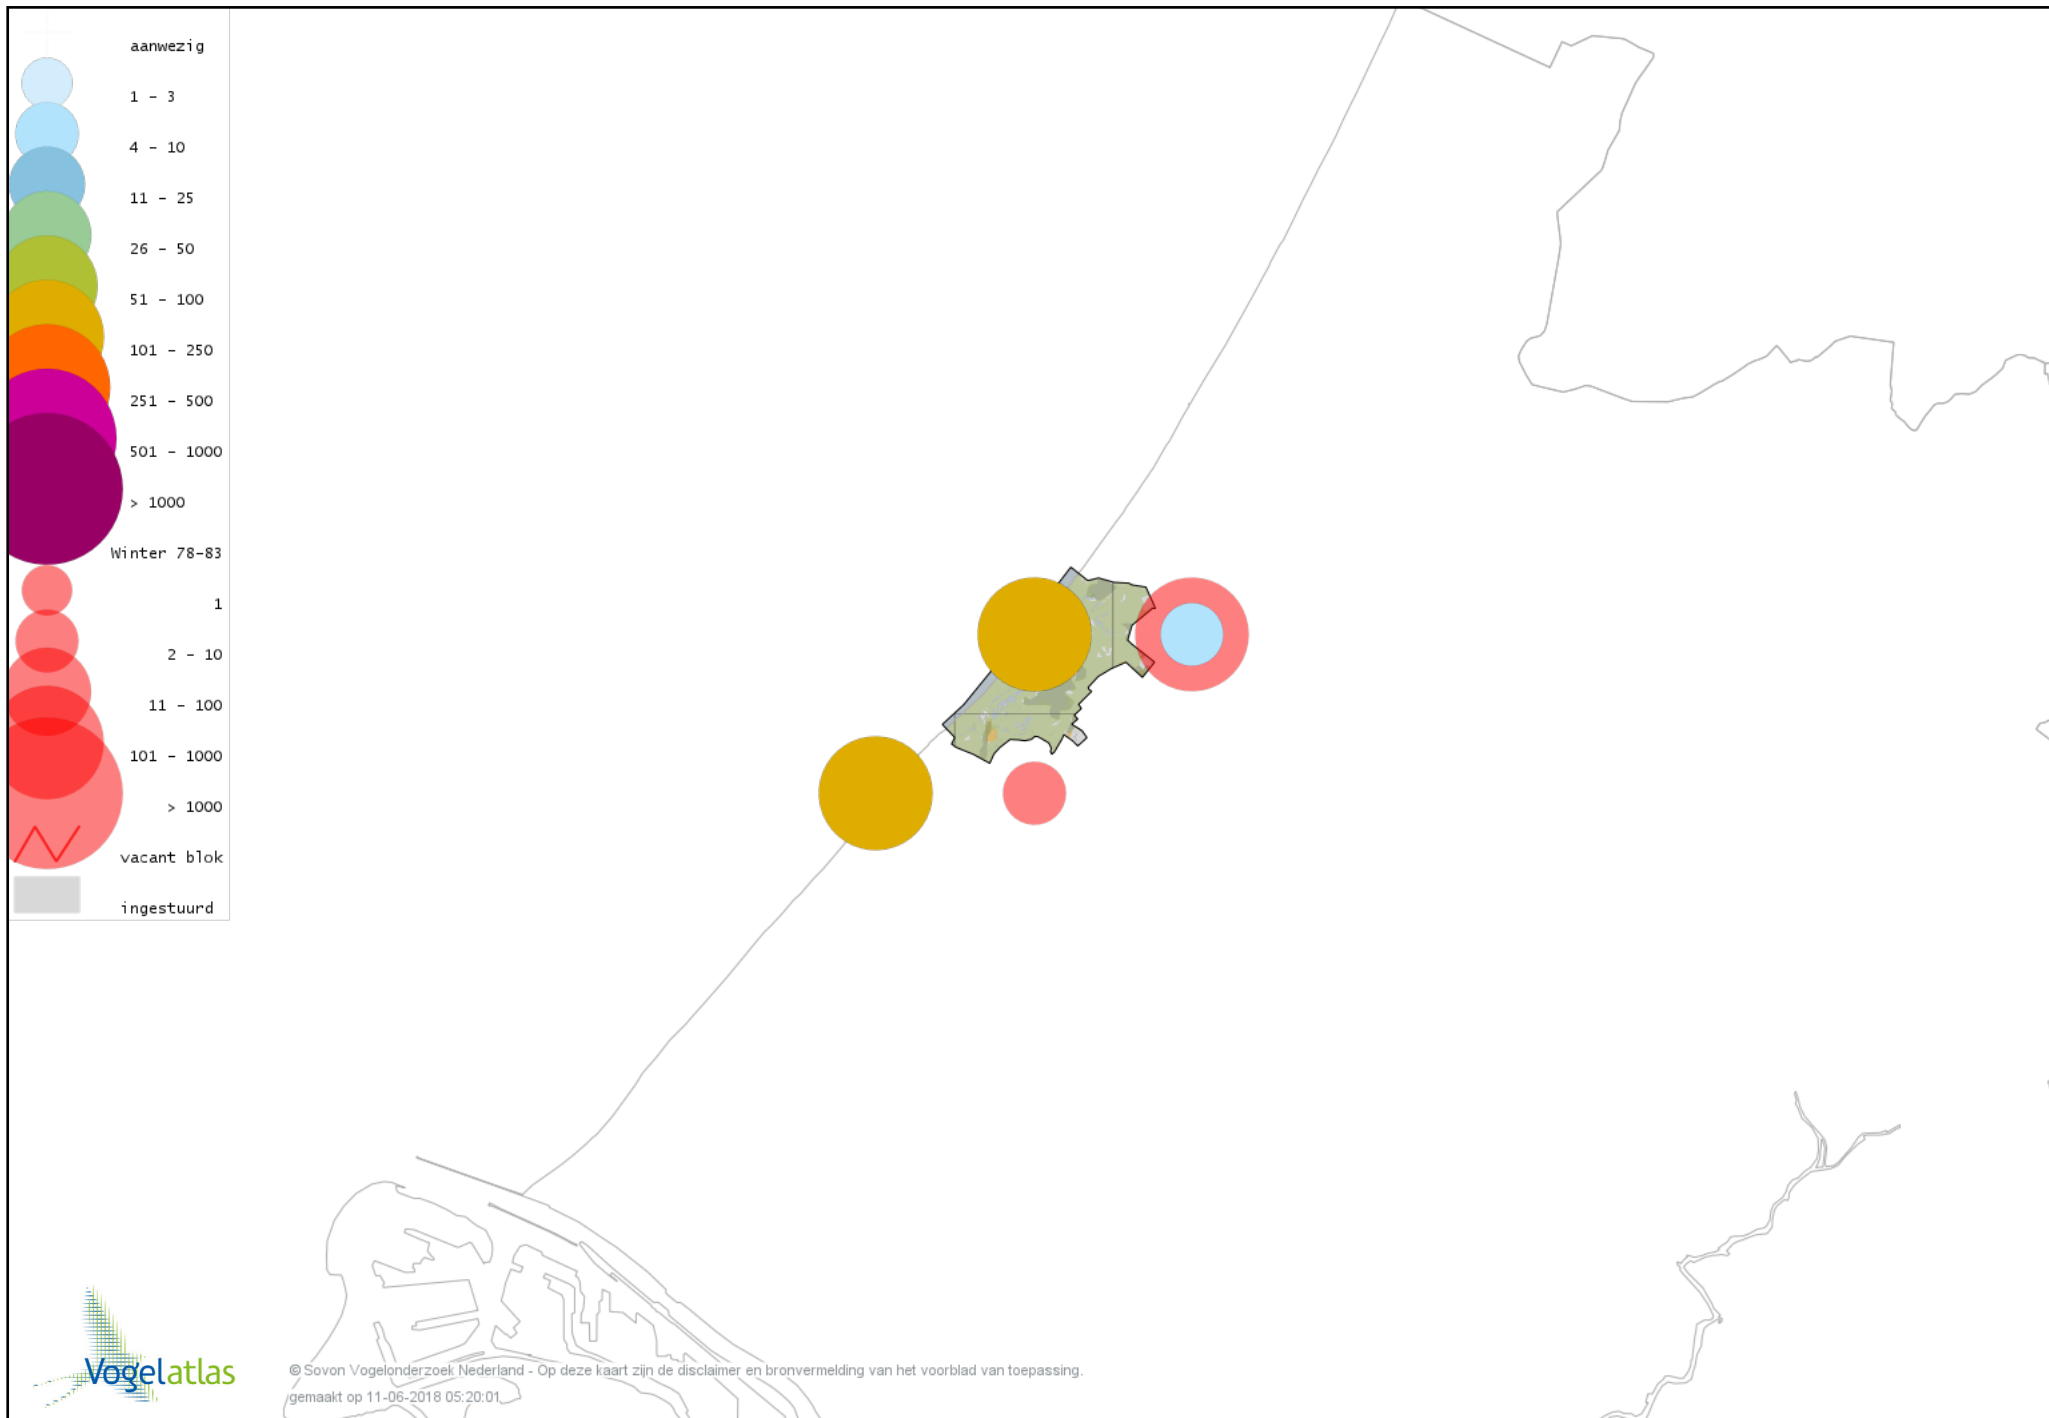 aanwezig
1 - 3
4 - 10
11 - 25
26 - 50
51 - 100
101 - 250
251 - 500
501 - 1000
> 1000
Winter 78-83
1
2 - 10
11 - 100
101 - 1000
> 1000
vacant blok
ingestuurd
Vogelatlas
© Sovon Vogelonderzoek Nederland - Op deze kaart zijn de disclaimer en bronvermelding van het voorblad van toepassing.
gemaakt op 11-06-2018 05:20:01